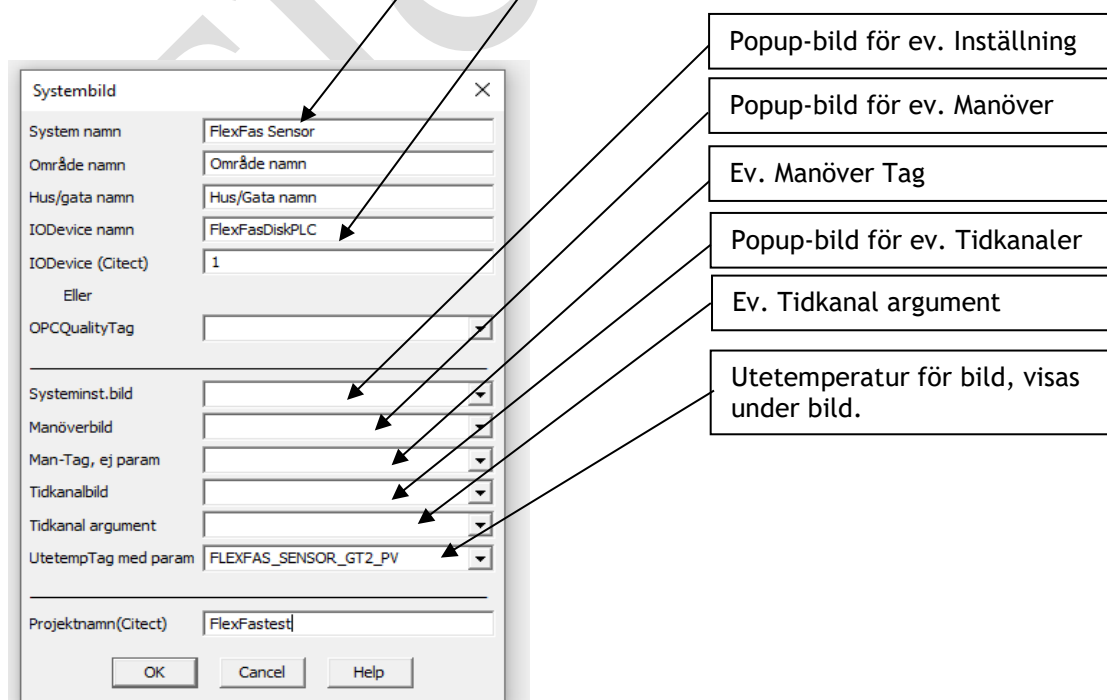 Popup-bild för ev. Inställning
Popup-bild för ev. Manöver
Ev. Manöver Tag
Popup-bild för ev. Tidkanaler
Ev. Tidkanal argument
Utetemperatur för bild, visas
under bild.
Systembild
System namn FlexFas Sensor
Område namn Område namn
Hus/gata namn Hus/Gata namn
IODevice namn FlexFasDiskPLC
IODevice (Citect) 1
Eller
OPCQualityTag
Systeminst.bild
Manöverbild
Man-Tag, ej param
Tidkanalbild
Tidkanal argument
UtetempTag med param FLEXFAS_SENSOR_GT2_PV
Projektnamn(Citect) FlexFastest
OK Cancel Help